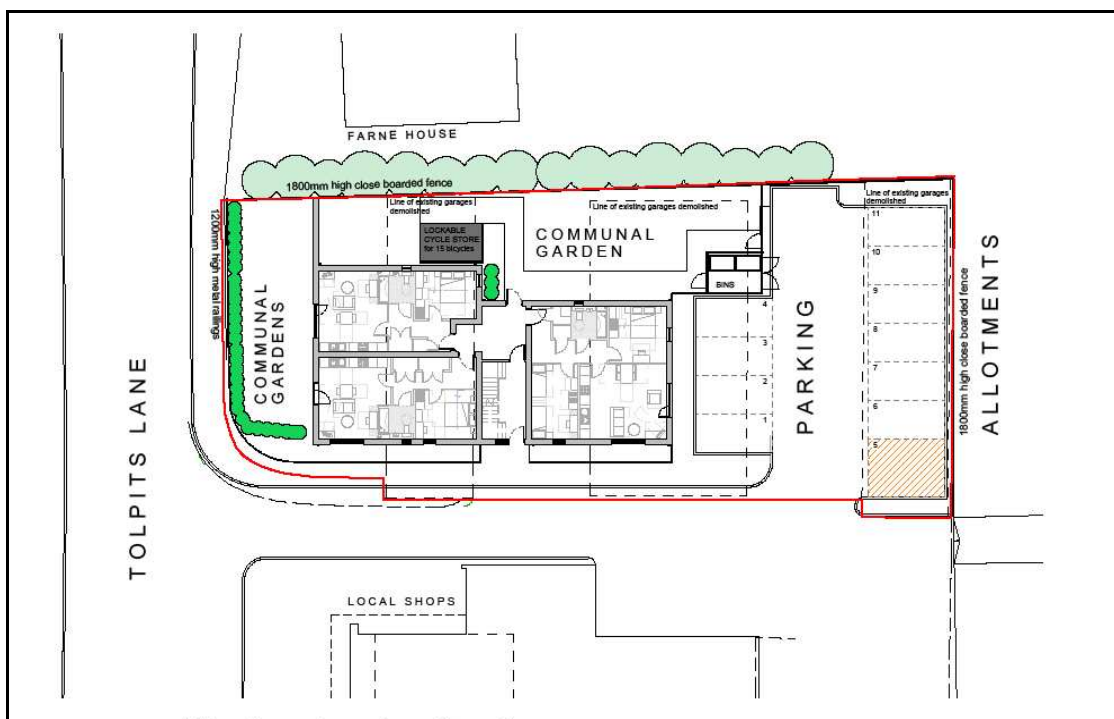 FARNE HOUSE
1800mm high close boarded fence
Line of existing garages
demolished
Line of existing garages demolished
Line of existing garages
demolished
1200mm high metal railings
LOCKABLE
CYCLE STORE
for 15 bicycles
COMMUNAL
GARDEN
BINS
COMMUNAL
GARDENS
TOLPITS LANE
PARKING
4
3
2
1
11
10
9
8
7
6
5
1800mm high close boarded fence
ALLOTMENTS
LOCAL SHOPS